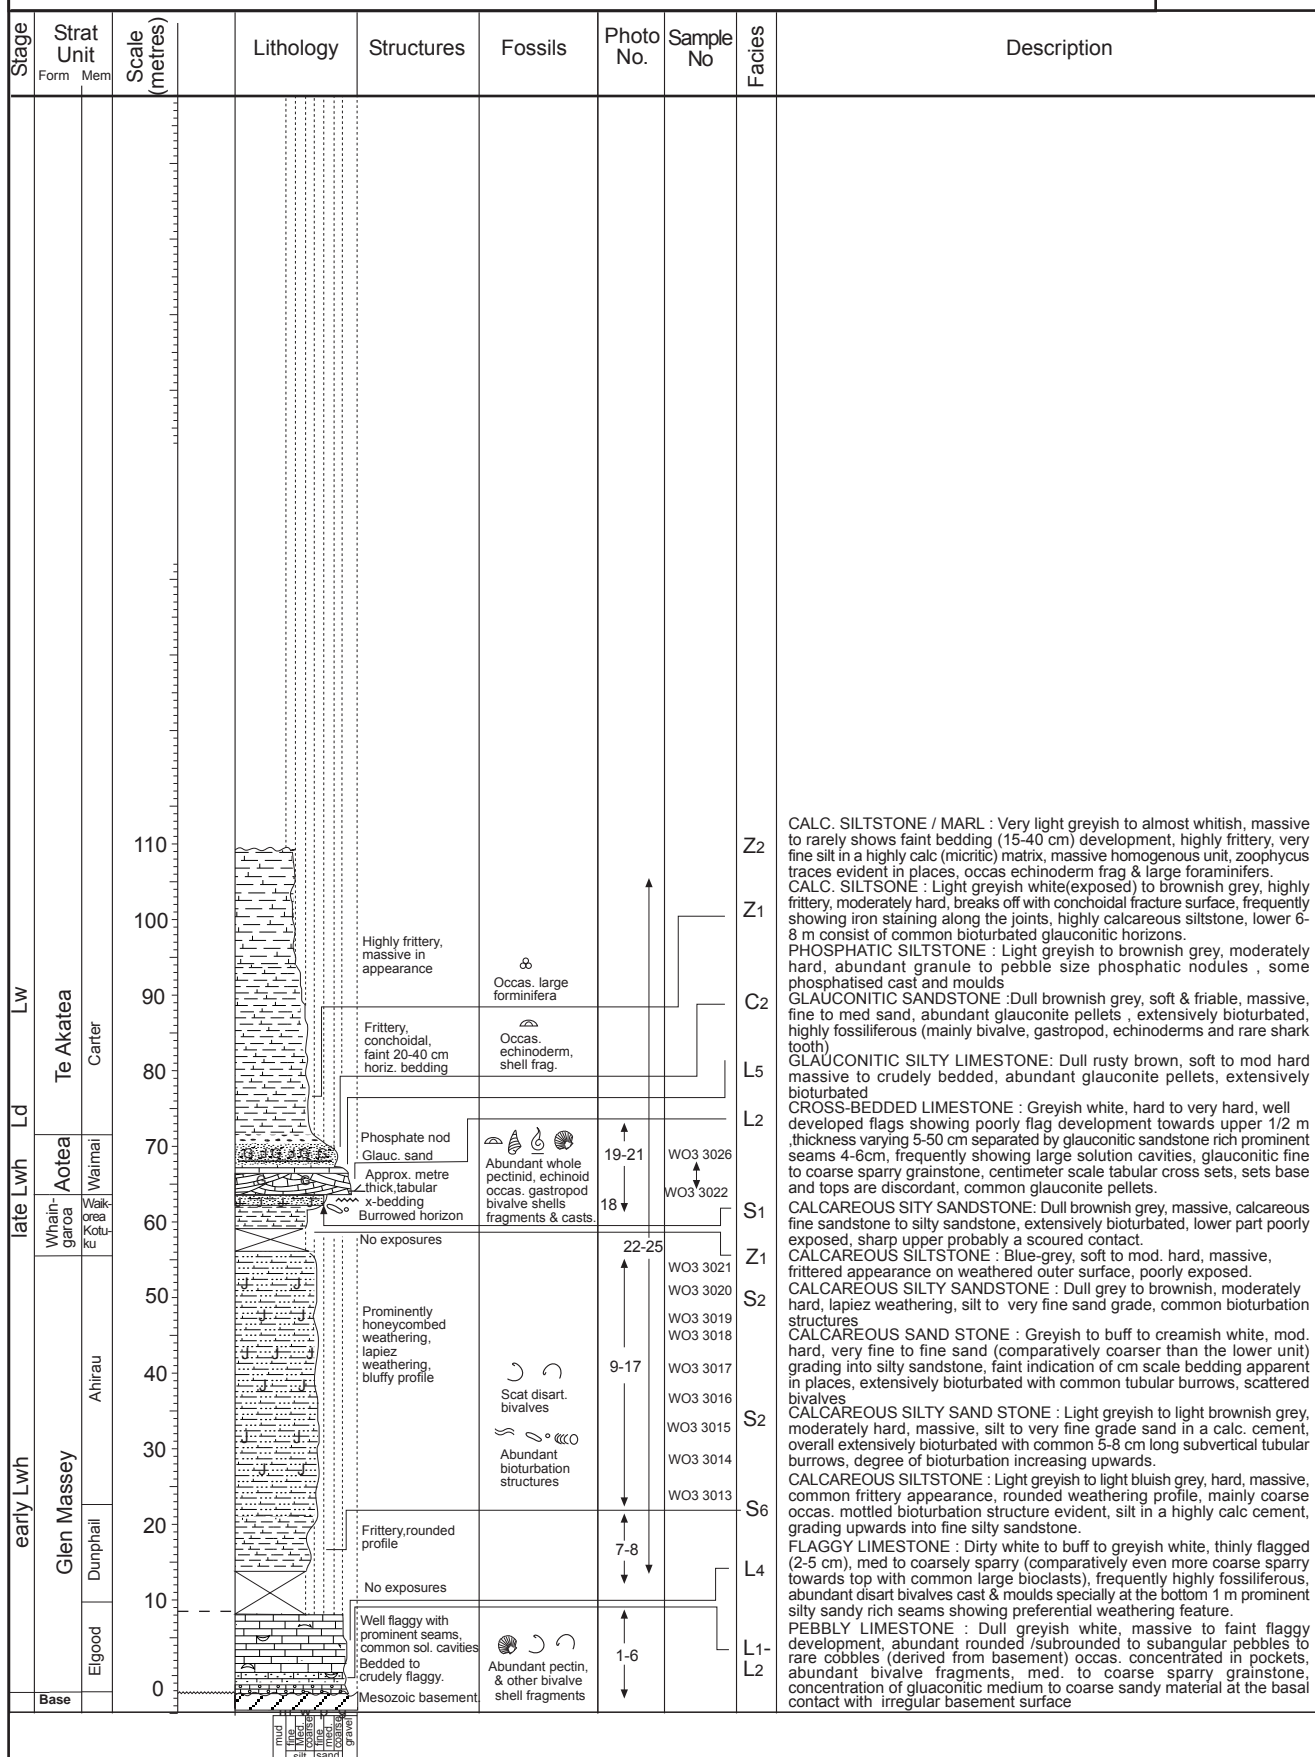 Stage
Strat
Unit
Form Mem
Scale
(metres)
Lithology
Structures
Fossils
Photo
No.
Sample
No
Facies
Description
110
100
90
80
70
60
50
40
30
20
10
0
Lw
Ld
late Lwh
early Lwh
Te Akatea
Aotea
Whain-
garoa
Glen Massey
Carter
Waimai
Waik-
orea
Kotu-
ku
Ahirau
Dunphail
Elgood
Base
Highly frittery,
massive in
appearance
Frittery,
conchoidal,
faint 20-40 cm
horiz. bedding
Phosphate nod
Glauc. sand
Approx. metre
thick,tabular
x-bedding
Burrowed horizon
No exposures
Prominently
honeycombed
weathering,
lapiez
weathering,
bluffy profile
Frittery,rounded
profile
No exposures
Well flaggy with
prominent seams,
common sol. cavities
Bedded to
crudely flaggy.
Mesozoic basement.
Occas. large
forminifera
Occas.
echinoderm,
shell frag.
Abundant whole
pectinid, echinoid
occas. gastropod
bivalve shells
fragments & casts.
Scat disart.
bivalves
Abundant
bioturbation
structures
Abundant pectin,
& other bivalve
shell fragments
19-21
18
22-25
9-17
7-8
1-6
WO3 3026
WO3 3022
WO3 3021
WO3 3020
WO3 3019
WO3 3018
WO3 3017
WO3 3016
WO3 3015
WO3 3014
WO3 3013
Z2
Z1
C2
L5
L2
S1
Z1
S2
S2
S6
L4
L1-
L2
CALC. SILTSTONE / MARL : Very light greyish to almost whitish, massive
to rarely shows faint bedding (15-40 cm) development, highly frittery, very
fine silt in a highly calc (micritic) matrix, massive homogenous unit, zoophycus
traces evident in places, occas echinoderm frag & large foraminifers.
CALC. SILTSONE : Light greyish white(exposed) to brownish grey, highly
frittery, moderately hard, breaks off with conchoidal fracture surface, frequently
showing iron staining along the joints, highly calcareous siltstone, lower 6-
8 m consist of common bioturbated glauconitic horizons.
PHOSPHATIC SILTSTONE : Light greyish to brownish grey, moderately
hard, abundant granule to pebble size phosphatic nodules , some
phosphatised cast and moulds
GLAUCONITIC SANDSTONE :Dull brownish grey, soft & friable, massive,
fine to med sand, abundant glauconite pellets , extensively bioturbated,
highly fossiliferous (mainly bivalve, gastropod, echinoderms and rare shark
tooth)
GLAUCONITIC SILTY LIMESTONE: Dull rusty brown, soft to mod hard
massive to crudely bedded, abundant glauconite pellets, extensively
bioturbated
CROSS-BEDDED LIMESTONE : Greyish white, hard to very hard, well
developed flags showing poorly flag development towards upper 1/2 m
,thickness varying 5-50 cm separated by glauconitic sandstone rich prominent
seams 4-6cm, frequently showing large solution cavities, glauconitic fine
to coarse sparry grainstone, centimeter scale tabular cross sets, sets base
and tops are discordant, common glauconite pellets.
CALCAREOUS SITY SANDSTONE: Dull brownish grey, massive, calcareous
fine sandstone to silty sandstone, extensively bioturbated, lower part poorly
exposed, sharp upper probably a scoured contact.
CALCAREOUS SILTSTONE : Blue-grey, soft to mod. hard, massive,
frittered appearance on weathered outer surface, poorly exposed.
CALCAREOUS SILTY SANDSTONE : Dull grey to brownish, moderately
hard, lapiez weathering, silt to very fine sand grade, common bioturbation
structures
CALCAREOUS SAND STONE : Greyish to buff to creamish white, mod.
hard, very fine to fine sand (comparatively coarser than the lower unit)
grading into silty sandstone, faint indication of cm scale bedding apparent
in places, extensively bioturbated with common tubular burrows, scattered
bivalves
CALCAREOUS SILTY SAND STONE : Light greyish to light brownish grey,
moderately hard, massive, silt to very fine grade sand in a calc. cement,
overall extensively bioturbated with common 5-8 cm long subvertical tubular
burrows, degree of bioturbation increasing upwards.
CALCAREOUS SILTSTONE : Light greyish to light bluish grey, hard, massive,
common frittery appearance, rounded weathering profile, mainly coarse
occas. mottled bioturbation structure evident, silt in a highly calc cement,
grading upwards into fine silty sandstone.
FLAGGY LIMESTONE : Dirty white to buff to greyish white, thinly flagged
(2-5 cm), med to coarsely sparry (comparatively even more coarse sparry
towards top with common large bioclasts), frequently highly fossiliferous,
abundant disart bivalves cast & moulds specially at the bottom 1 m prominent
silty sandy rich seams showing preferential weathering feature.
PEBBLY LIMESTONE : Dull greyish white, massive to faint flaggy
development, abundant rounded /subrounded to subangular pebbles to
rare cobbles (derived from basement) occas. concentrated in pockets,
abundant bivalve fragments, med. to coarse sparry grainstone,
concentration of gluaconitic medium to coarse sandy material at the basal
contact with irregular basement surface
mud
fine
Med.
coarse
fine
med.
coarse
gravel
silt
sand